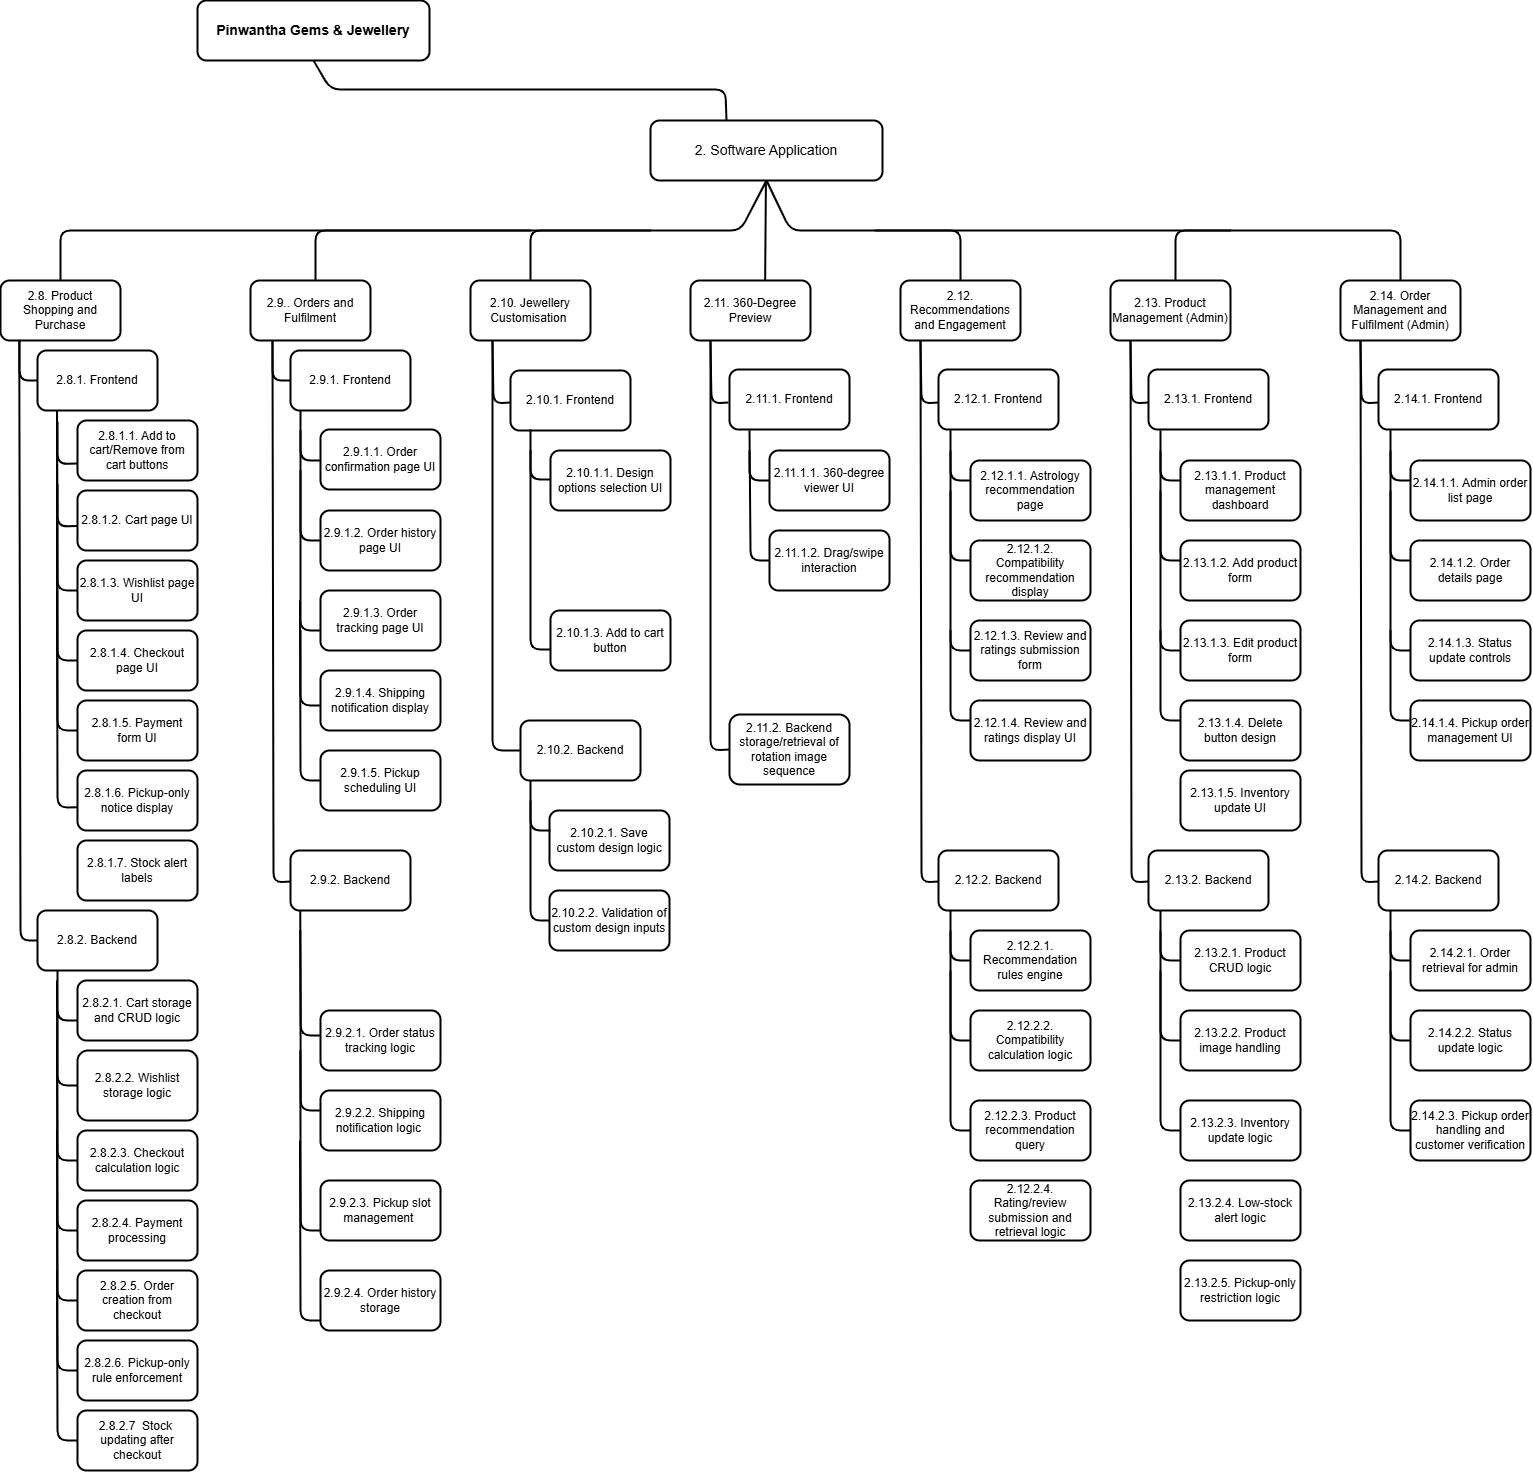 Pinwantha Gems & Jewellery
2. Software Application
2.8. Product
Shopping and
Purchase
2.8.1. Frontend
2.8.1.1. Add to
cart/Remove from
cart buttons
2.8.1.2. Cart page UI
2.8.1.3. Wishlist page
UI
2.8.1.4. Checkout
page UI
2.8.1.5. Payment
form UI
2.8.1.6. Pickup-only
notice display
2.8.1.7. Stock alert
labels
2.8.2. Backend
2.8.2.1. Cart storage
and CRUD logic
2.8.2.2. Wishlist
storage logic
2.8.2.3. Checkout
calculation logic
2.8.2.4. Payment
processing
2.8.2.5. Order
creation from
checkout
2.8.2.6. Pickup-only
rule enforcement
2.8.2.7  Stock
updating after
checkout
2.9.. Orders and
Fulfilment
2.9.1. Frontend
2.9.1.1. Order
confirmation page UI
2.9.1.2. Order history
page UI
2.9.1.3. Order
tracking page UI
2.9.1.4. Shipping
notification display
2.9.1.5. Pickup
scheduling UI
2.9.2. Backend
2.9.2.1. Order status
tracking logic
2.9.2.2. Shipping
notification logic
2.9.2.3. Pickup slot
management
2.9.2.4. Order history
storage
2.10. Jewellery
Customisation
2.10.1. Frontend
2.10.1.1. Design
options selection UI
2.10.1.3. Add to cart
button
2.10.2. Backend
2.10.2.1. Save
custom design logic
2.10.2.2. Validation of
custom design inputs
2.11. 360-Degree
Preview
2.11.1. Frontend
2.11.1.1. 360-degree
viewer UI
2.11.1.2. Drag/swipe
interaction
2.11.2. Backend
storage/retrieval of
rotation image
sequence
2.12.
Recommendations
and Engagement
2.12.1. Frontend
2.12.1.1. Astrology
recommendation
page
2.12.1.2.
Compatibility
recommendation
display
2.12.1.3. Review and
ratings submission
form
2.12.1.4. Review and
ratings display UI
2.12.2. Backend
2.12.2.1.
Recommendation
rules engine
2.12.2.2.
Compatibility
calculation logic
2.12.2.3. Product
recommendation
query
2.12.2.4.
Rating/review
submission and
retrieval logic
2.13. Product
Management (Admin)
2.13.1. Frontend
2.13.1.1. Product
management
dashboard
2.13.1.2. Add product
form
2.13.1.3. Edit product
form
2.13.1.4. Delete
button design
2.13.1.5. Inventory
update UI
2.13.2. Backend
2.13.2.1. Product
CRUD logic
2.13.2.2. Product
image handling
2.13.2.3. Inventory
update logic
2.13.2.4. Low-stock
alert logic
2.13.2.5. Pickup-only
restriction logic
2.14. Order
Management and
Fulfilment (Admin)
2.14.1. Frontend
2.14.1.1. Admin order
list page
2.14.1.2. Order
details page
2.14.1.3. Status
update controls
2.14.1.4. Pickup order
management UI
2.14.2. Backend
2.14.2.1. Order
retrieval for admin
2.14.2.2. Status
update logic
2.14.2.3. Pickup order
handling and
customer verification